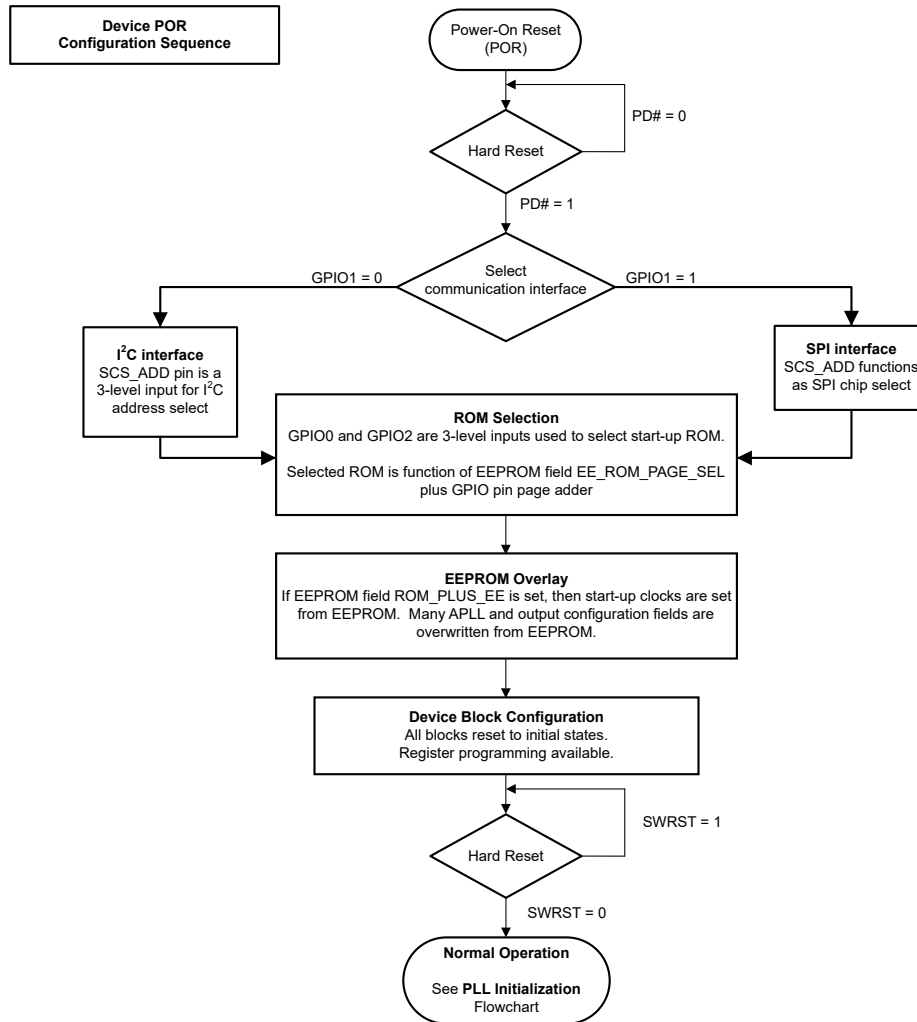 Device POR
Configuration Sequence
Power-On Reset
(POR)
PD# = 0
Hard Reset
PD# = 1
Select
communication interface
GPIO1 = 0
GPIO1 = 1
I²C interface
SCS_ADD pin is a
3-level input for I²C
address select
SPI interface
SCS_ADD functions
as SPI chip select
ROM Selection
GPIO0 and GPIO2 are 3-level inputs used to select start-up ROM.
Selected ROM is function of EEPROM field EE_ROM_PAGE_SEL
plus GPIO pin page adder
EEPROM Overlay
If EEPROM field ROM_PLUS_EE is set, then start-up clocks are set
from EEPROM. Many APLL and output configuration fields are
overwritten from EEPROM.
Device Block Configuration
All blocks reset to initial states.
Register programming available.
SWRST = 1
Hard Reset
SWRST = 0
Normal Operation
See PLL Initialization
Flowchart